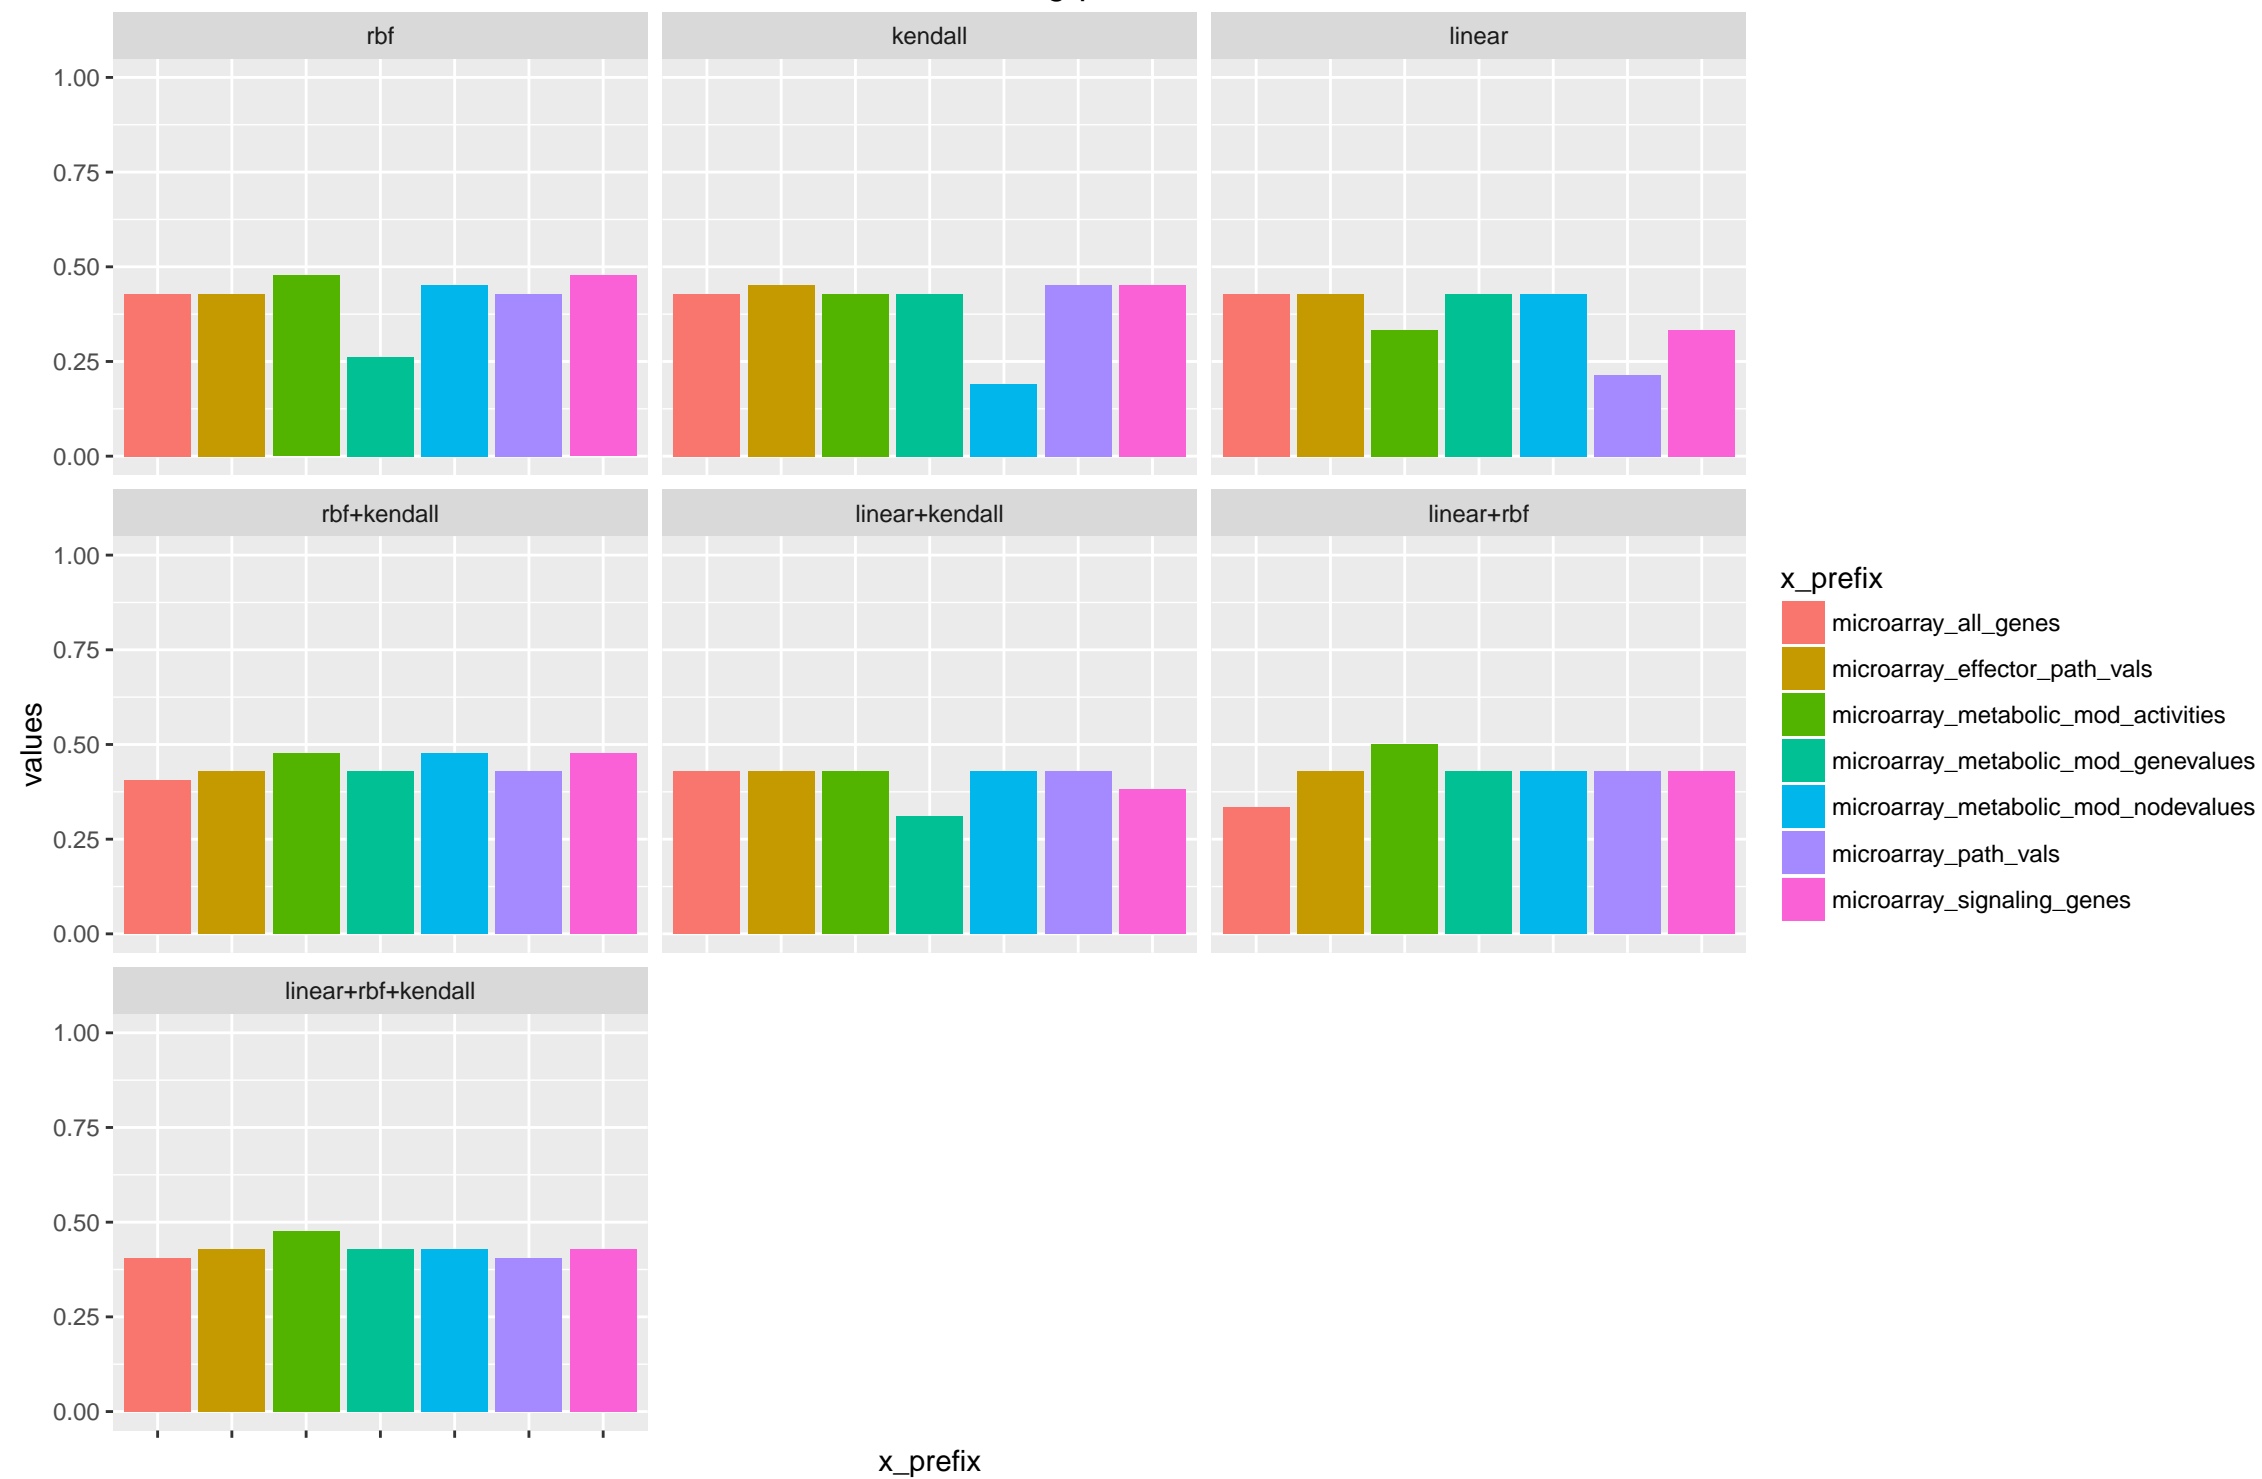 rbf kendall linear
1.00
0.75
0.50
0.25
0.00
rbf+kendall linear+kendall linear+rbf
1.00
0.75
0.50
0.25
0.00
linear+rbf+kendall
1.00
0.75
0.50
0.25
0.00
values
x_prefix
x_prefix
microarray_all_genes
microarray_effector_path_vals
microarray_metabolic_mod_activities
microarray_metabolic_mod_genevalues
microarray_metabolic_mod_nodevalues
microarray_path_vals
microarray_signaling_genes